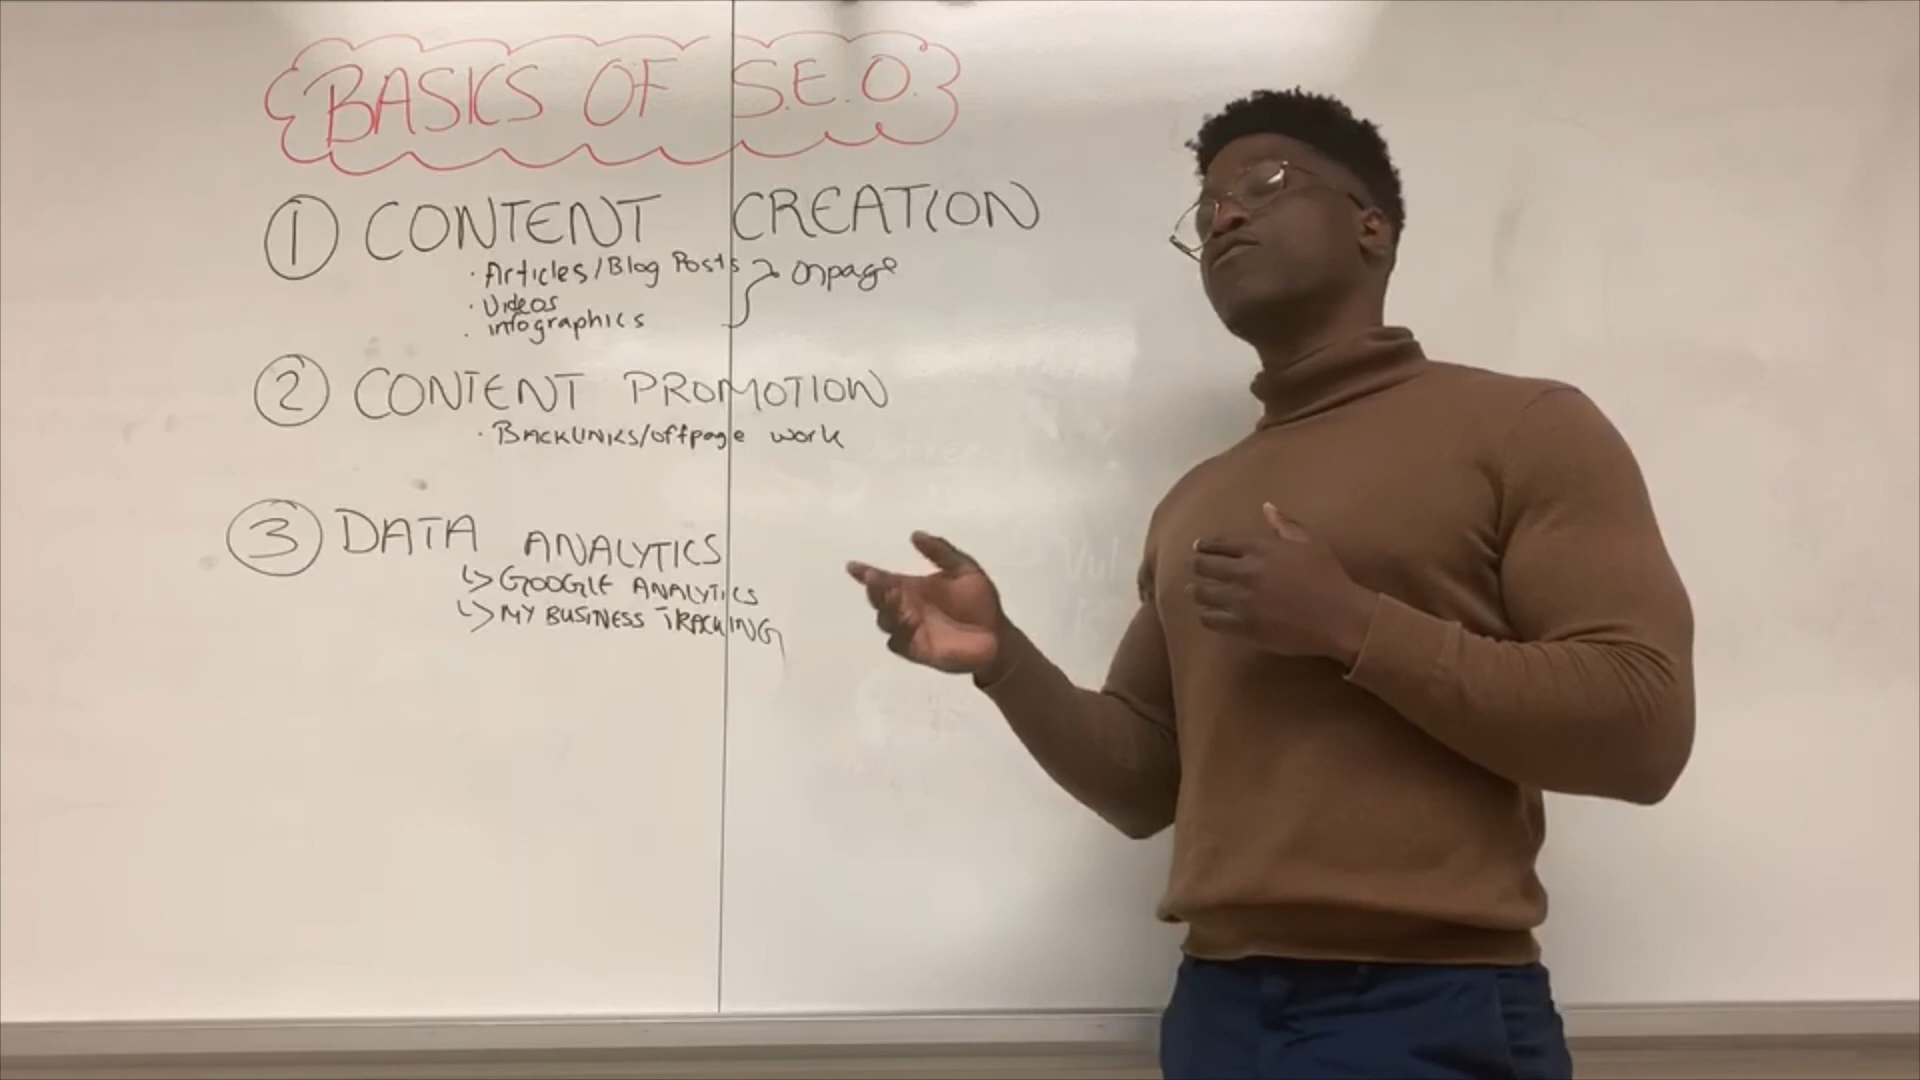 BASICS OF S.E.O.
1 CONTENT CREATION
· Articles/Blog Posts
onpage
· Videos
· infographics
2 CONTENT PROMOTION
· BACKLINKS/offpage work
3 DATA ANALYTICS
↳ GOOGLE ANALYTICS
↳ MY BUSINESS TRACKING